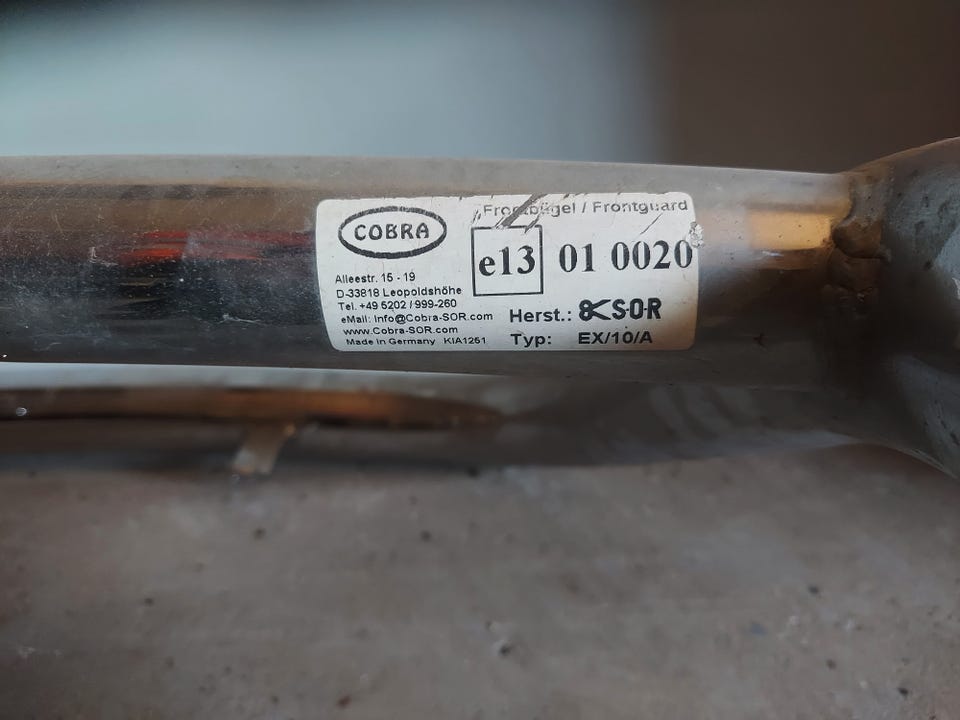 COBRA
Alleestr. 15 - 19
D-33818 Leopoldshöhe
Tel. +49 5202 / 999-260
eMail: Info@Cobra-SOR.com
www.Cobra-SOR.com
Made in Germany KIA1251
Frontbügel / Frontguard
e13 01 0020
Herst.: S·O·R
Typ: EX/10/A